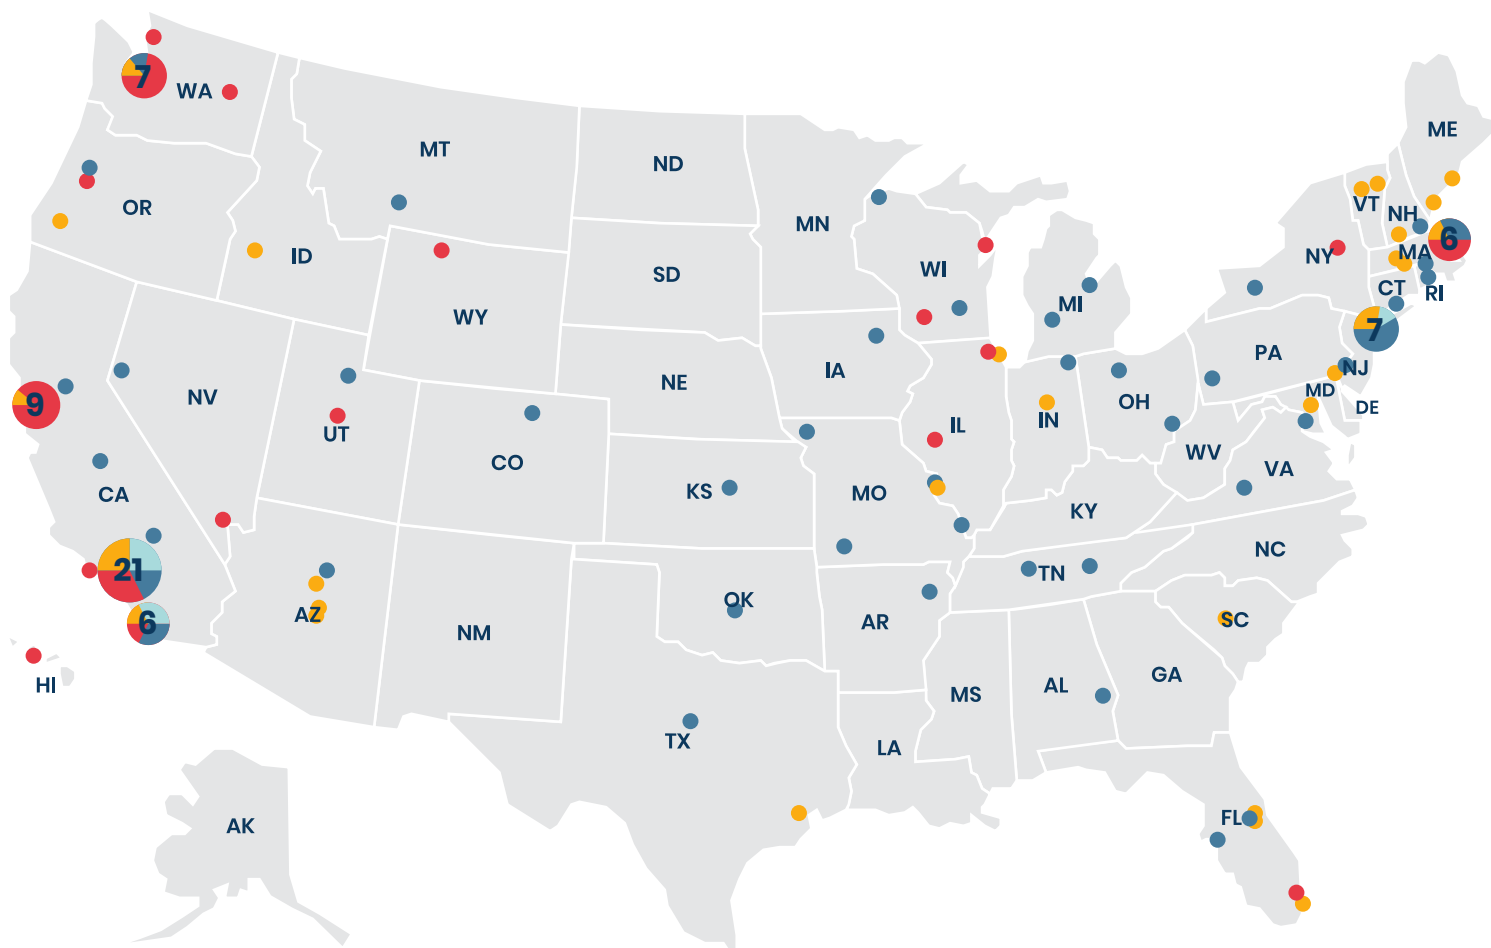 7
WA
MT
ND
ME
OR
ID
MN
VT
NH
SD
WI
NY
MA
6
WY
MI
CT
RI
7
NV
NE
IA
PA
NJ
9
UT
IL
IN
OH
MD
DE
CA
CO
KS
MO
WV
VA
KY
21
NC
AZ
NM
OK
AR
TN
SC
6
HI
MS
AL
GA
TX
LA
AK
FL